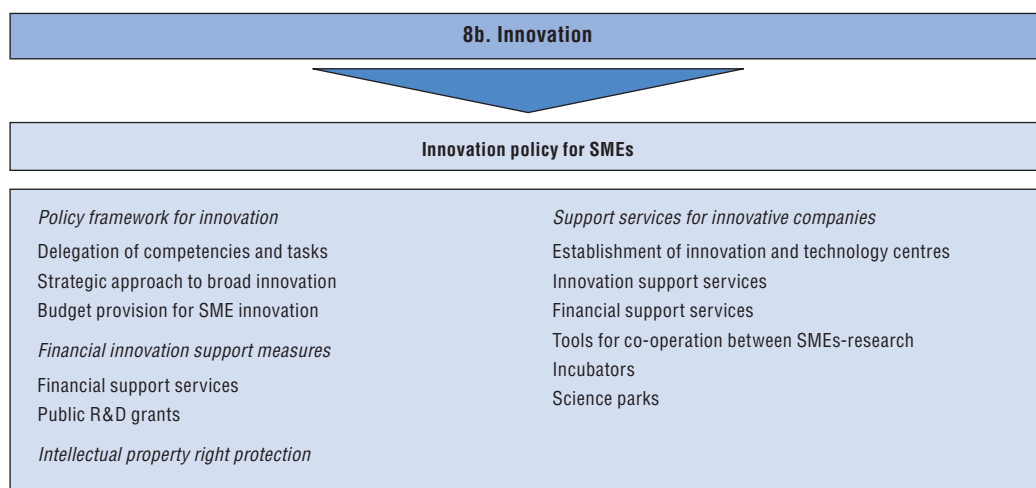 8b. Innovation
Innovation policy for SMEs
Policy framework for innovation
Delegation of competencies and tasks
Strategic approach to broad innovation
Budget provision for SME innovation
Financial innovation support measures
Financial support services
Public R&D grants
Intellectual property right protection
Support services for innovative companies
Establishment of innovation and technology centres
Innovation support services
Financial support services
Tools for co-operation between SMEs-research
Incubators
Science parks